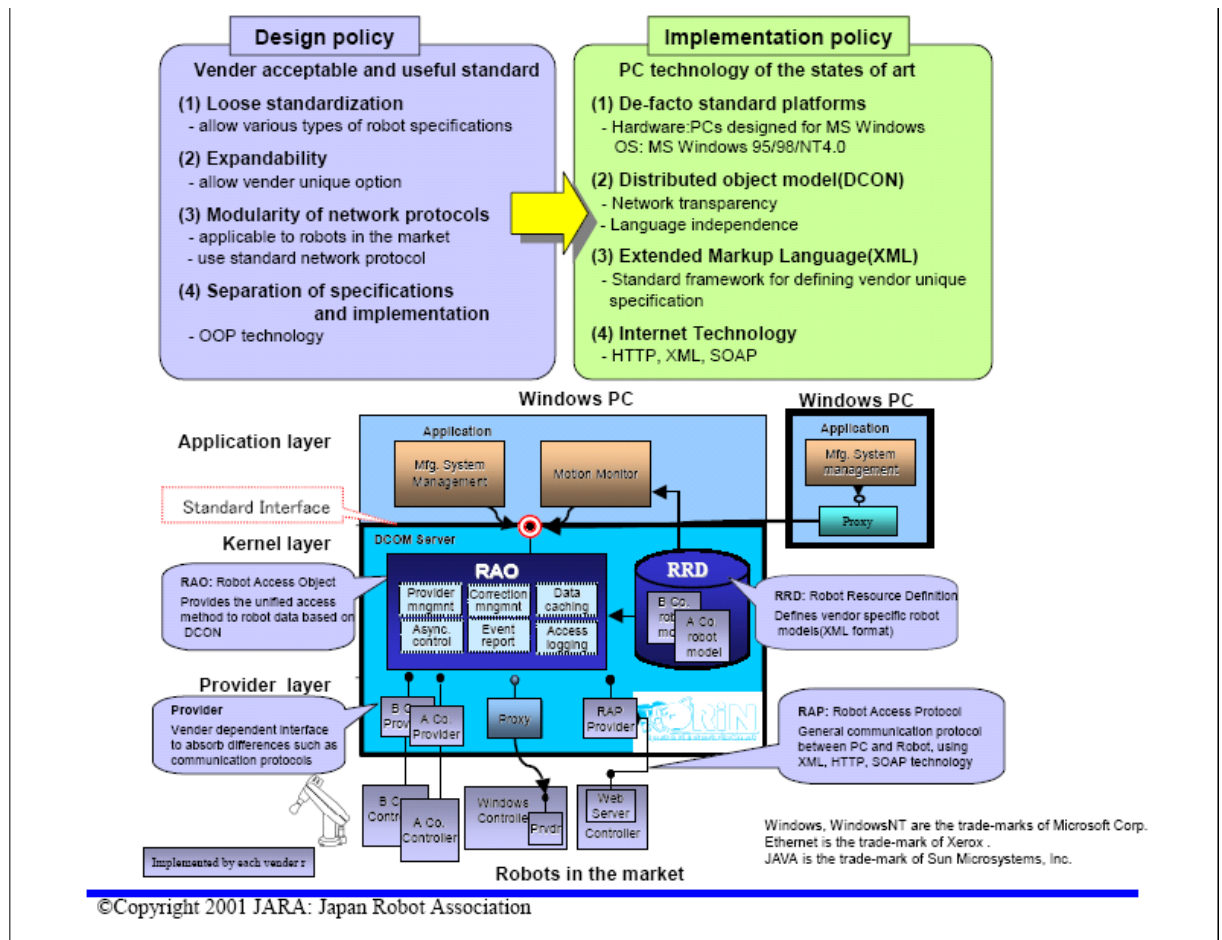 Design policy
Vender acceptable and useful standard
(1) Loose standardization
- allow various types of robot specifications
(2) Expandability
- allow vender unique option
(3) Modularity of network protocols
- applicable to robots in the market
- use standard network protocol
(4) Separation of specifications
and implementation
- OOP technology
Implementation policy
PC technology of the states of art
(1) De-facto standard platforms
- Hardware:PCs designed for MS Windows
OS: MS Windows 95/98/NT4.0
(2) Distributed object model(DCON)
- Network transparency
- Language independence
(3) Extended Markup Language(XML)
- Standard framework for defining vendor unique
specification
(4) Internet Technology
- HTTP, XML, SOAP
Windows PC
Windows PC
Application layer
Application
Mfg. System
Management
Motion Monitor
Application
Mfg. System
management
Proxy
Standard Interface
Kernel layer
DCOM Server
RAO
Provider
mngmnt
Correction
mngmnt
Data
caching
Async.
control
Event
report
Access
logging
RRD
B Co.
A Co.
robot
model
RAO: Robot Access Object
Provides the unified access
method to robot data based on
DCON
RRD: Robot Resource Definition
Defines vendor specific robot
models(XML format)
Provider layer
Provider
Vender dependent interface
to absorb differences such as
communication protocols
A Co.
Provider
Proxy
RAP
Provider
ORiN
RAP: Robot Access Protocol
General communication protocol
between PC and Robot, using
XML, HTTP, SOAP technology
A Co.
Controller
Windows
Prvdr
Web
Server
Controller
Implemented by each vender r
Robots in the market
Windows, WindowsNT are the trade-marks of Microsoft Corp.
Ethernet is the trade-mark of Xerox .
JAVA is the trade-mark of Sun Microsystems, Inc.
©Copyright 2001 JARA: Japan Robot Association